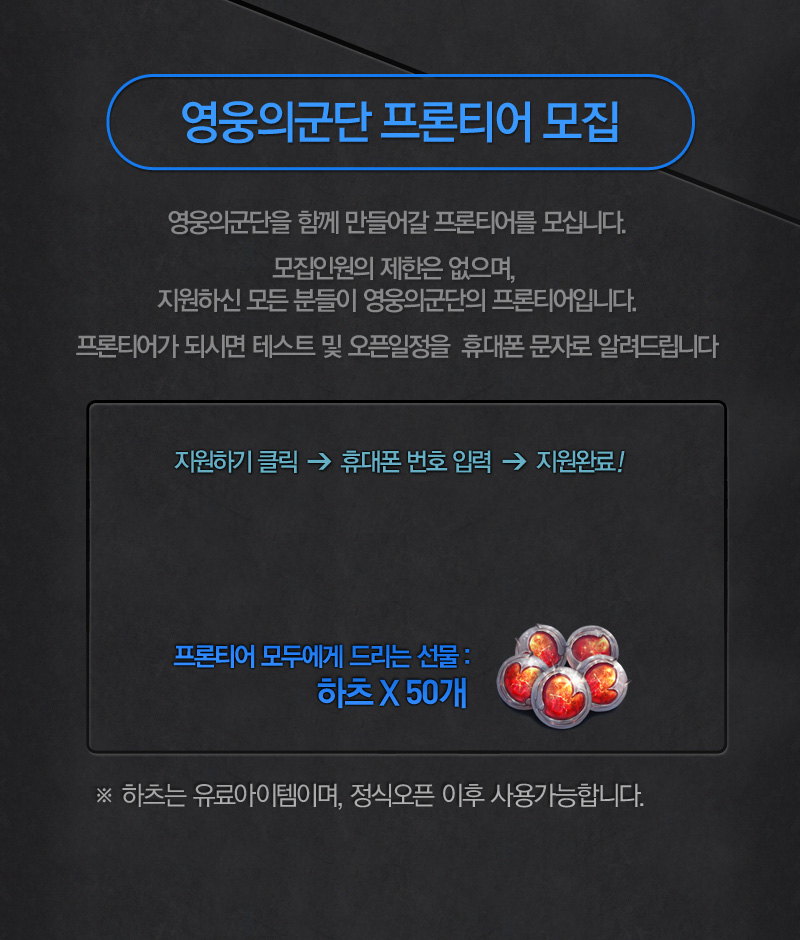 영웅의군단 프론티어 모집
영웅의군단을 함께 만들어갈 프론티어를 모십니다.
모집인원의 제한은 없으며,
지원하신 모든 분들이 영웅의군단의 프론티어입니다.
프론티어가 되시면 테스트 및 오픈일정을 휴대폰 문자로 알려드립니다
지원하기 클릭 → 휴대폰 번호 입력 → 지원완료!
프론티어 모두에게 드리는 선물 :
하츠 X 50개
※ 하츠는 유료아이템이며, 정식오픈 이후 사용가능합니다.